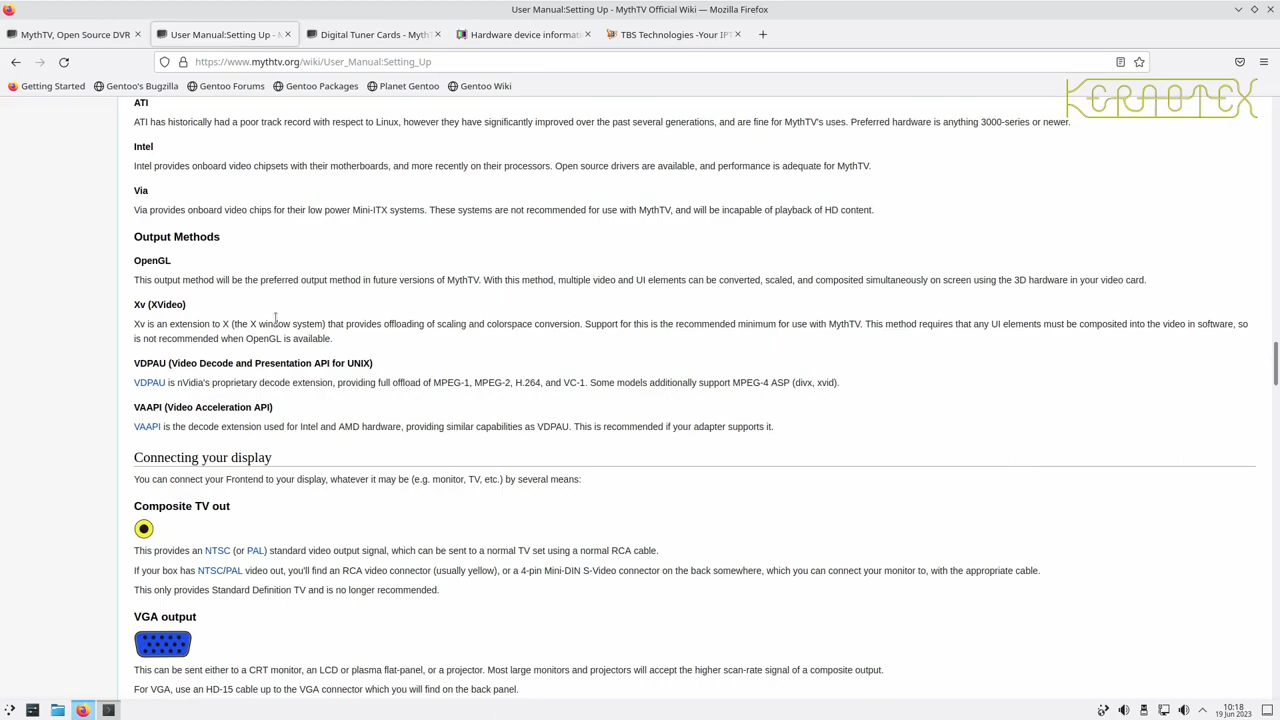 User Manual:Setting Up - MythTV Official Wiki — Mozilla Firefox
MythTV, Open Source DVR
User Manual:Setting Up - M
Digital Tuner Cards - MythT
Hardware device informat
TBS Technologies -Your IPT
https://www.mythtv.org/wiki/User_Manual:Setting_Up
Getting Started
Gentoo's Bugzilla
Gentoo Forums
Gentoo Packages
Planet Gentoo
Gentoo Wiki
KERNOTEX
ATI
ATI has historically had a poor track record with respect to Linux, however they have significantly improved over the past several generations, and are fine for MythTV's uses. Preferred hardware is anything 3000-series or newer.
Intel
Intel provides onboard video chipsets with their motherboards, and more recently on their processors. Open source drivers are available, and performance is adequate for MythTV.
Via
Via provides onboard video chips for their low power Mini-ITX systems. These systems are not recommended for use with MythTV, and will be incapable of playback of HD content.
Output Methods
OpenGL
This output method will be the preferred output method in future versions of MythTV. With this method, multiple video and UI elements can be converted, scaled, and composited simultaneously on screen using the 3D hardware in your video card.
Xv (XVideo)
Xv is an extension to X (the X window system) that provides offloading of scaling and colorspace conversion. Support for this is the recommended minimum for use with MythTV. This method requires that any UI elements must be composited into the video in software, so
is not recommended when OpenGL is available.
VDPAU (Video Decode and Presentation API for UNIX)
VDPAU is nVidia's proprietary decode extension, providing full offload of MPEG-1, MPEG-2, H.264, and VC-1. Some models additionally support MPEG-4 ASP (divx, xvid).
VAAPI (Video Acceleration API)
VAAPI is the decode extension used for Intel and AMD hardware, providing similar capabilities as VDPAU. This is recommended if your adapter supports it.
Connecting your display
You can connect your Frontend to your display, whatever it may be (e.g. monitor, TV, etc.) by several means:
Composite TV out
This provides an NTSC (or PAL) standard video output signal, which can be sent to a normal TV set using a normal RCA cable.
If your box has NTSC/PAL video out, you'll find an RCA video connector (usually yellow), or a 4-pin Mini-DIN S-Video connector on the back somewhere, which you can connect your monitor to, with the appropriate cable.
This only provides Standard Definition TV and is no longer recommended.
VGA output
This can be sent either to a CRT monitor, an LCD or plasma flat-panel, or a projector. Most large monitors and projectors will accept the higher scan-rate signal of a composite output.
For VGA, use an HD-15 cable up to the VGA connector which you will find on the back panel.
10:18
19 Jun 2023